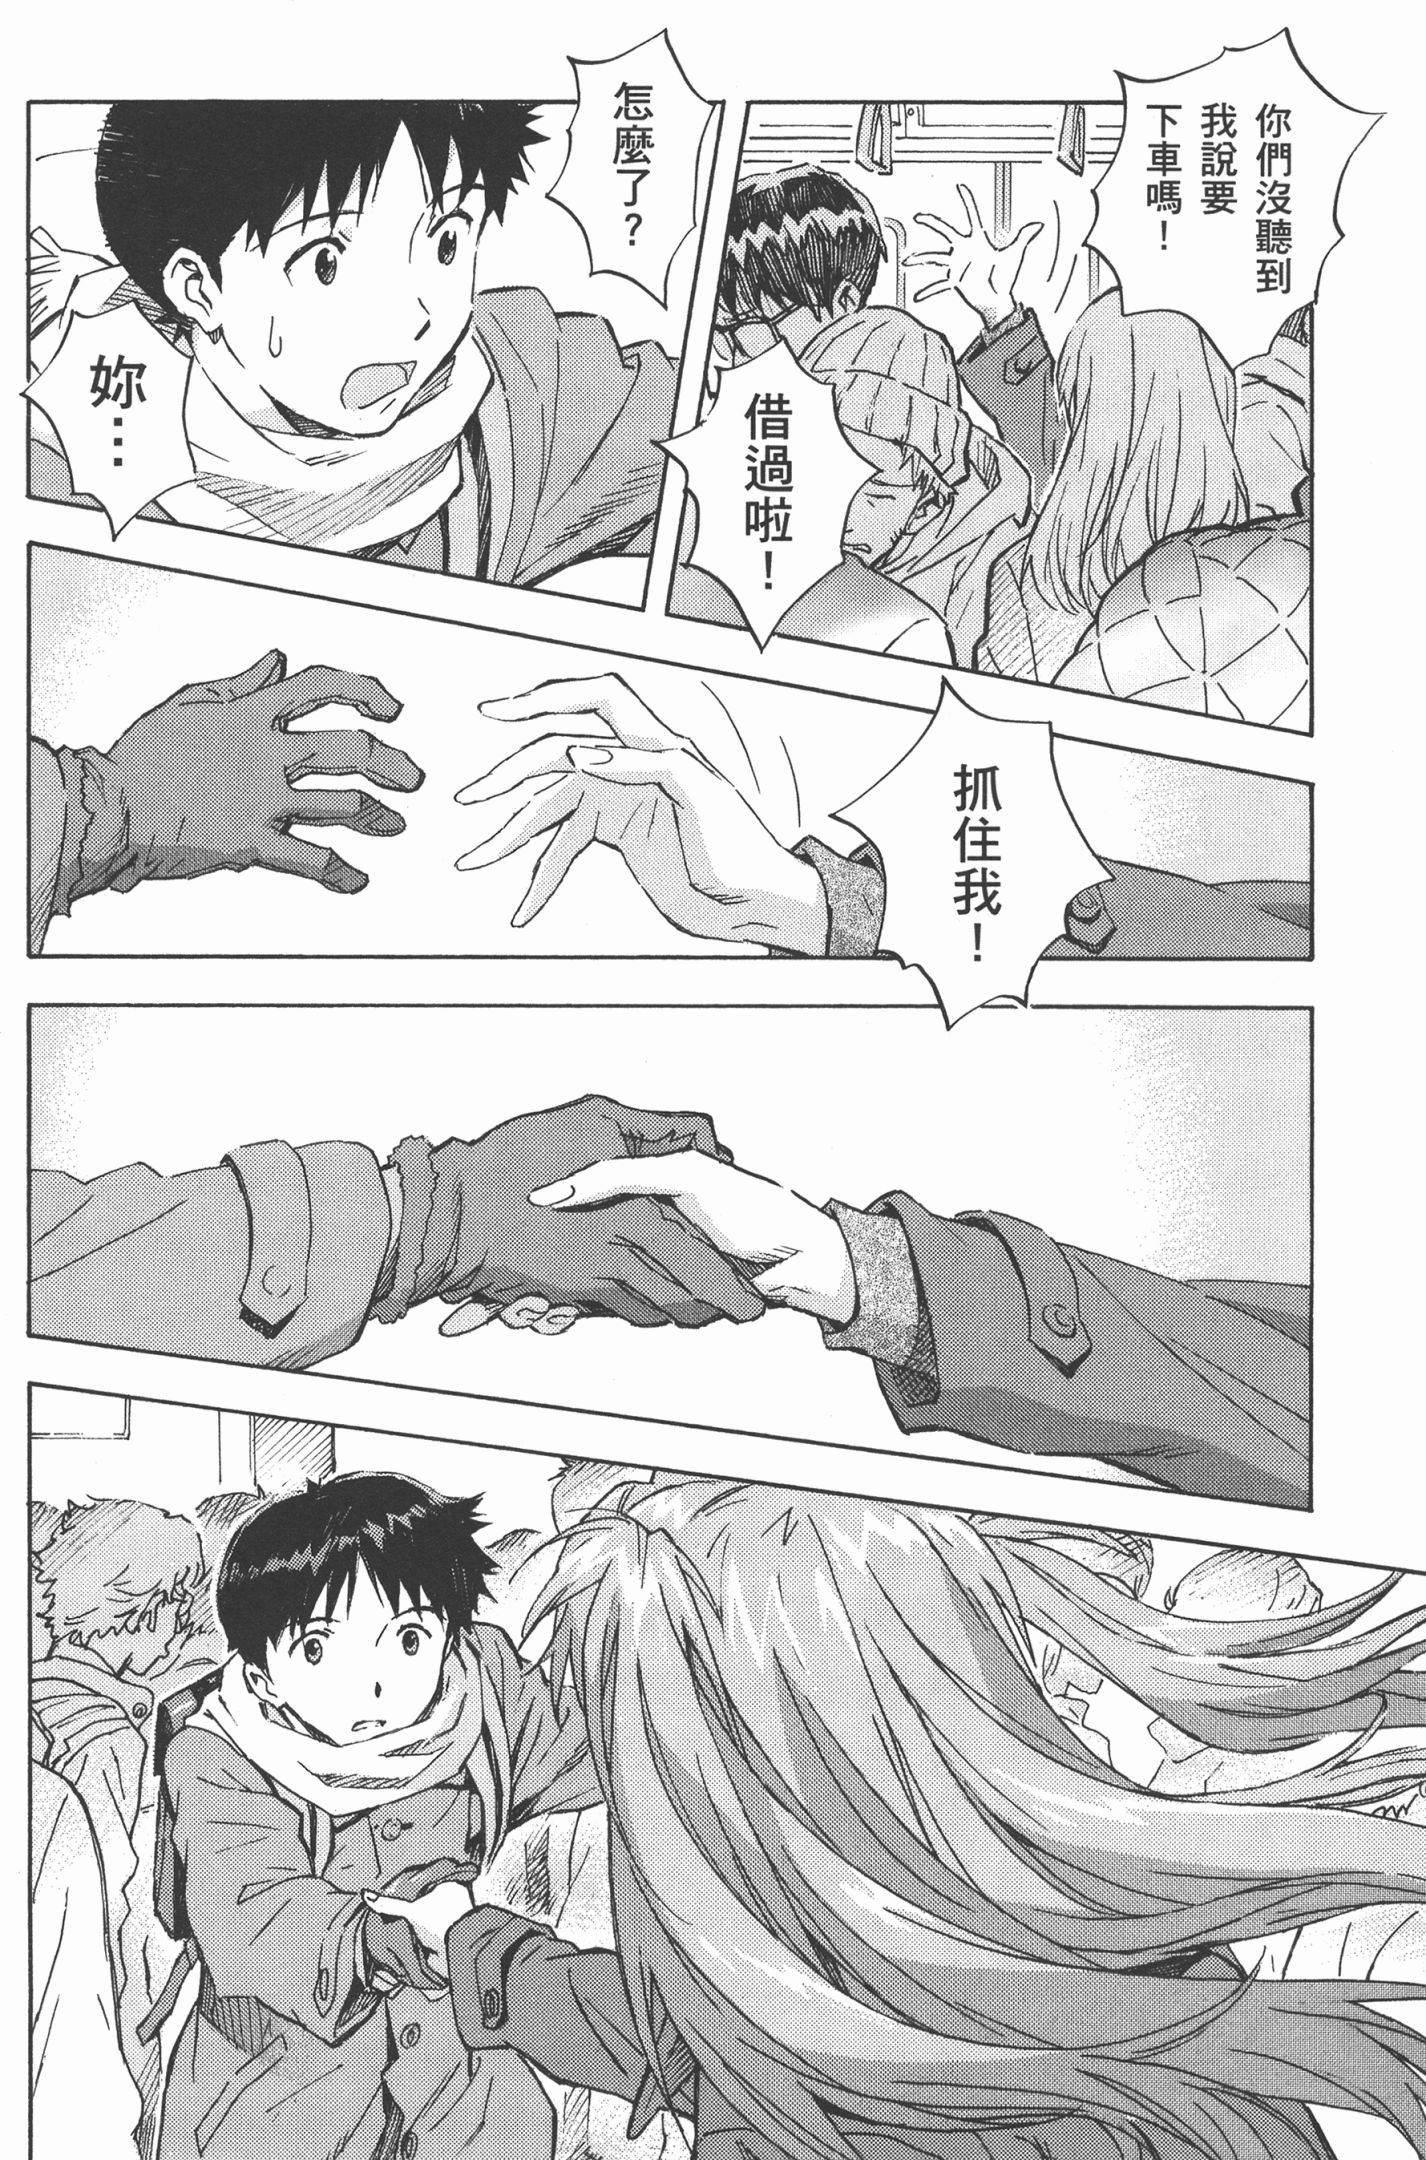 你們沒聽到
我說要
下車嗎！
借過啦！
怎麼了？
妳…
抓住我！